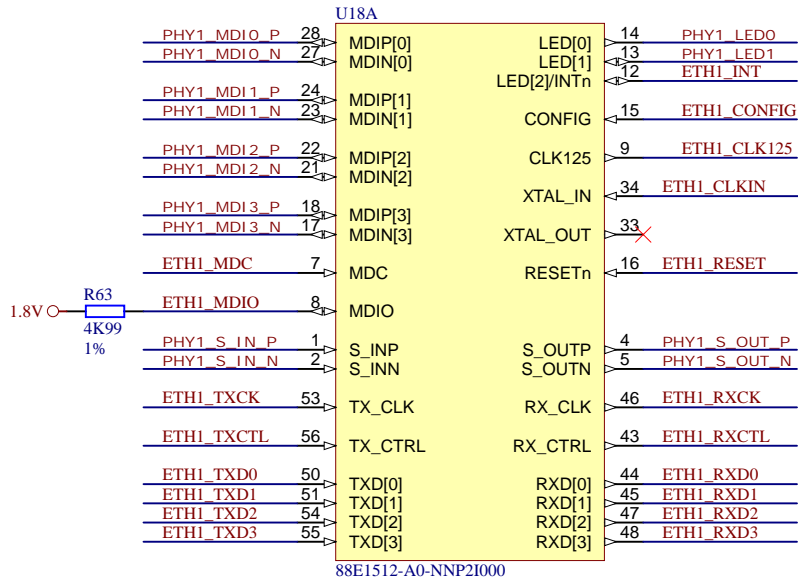 U18A
PHY1_MDI0_P 28 MDIP[0] LED[0] 14 PHY1_LED0
PHY1_MDI0_N 27 MDIN[0] LED[1] 13 PHY1_LED1
LED[2]/INTn 12 ETH1_INT
PHY1_MDI1_P 24 MDIP[1]
PHY1_MDI1_N 23 MDIN[1] CONFIG 15 ETH1_CONFIG
PHY1_MDI2_P 22 MDIP[2] CLK125 9 ETH1_CLK125
PHY1_MDI2_N 21 MDIN[2]
XTAL_IN 34 ETH1_CLKIN
PHY1_MDI3_P 18 MDIP[3]
PHY1_MDI3_N 17 MDIN[3] XTAL_OUT 33
ETH1_MDC 7 MDC RESETn 16 ETH1_RESET
R63
1.8V ETH1_MDIO 8 MDIO
4K99
1%
PHY1_S_IN_P 1 S_INP S_OUTP 4 PHY1_S_OUT_P
PHY1_S_IN_N 2 S_INN S_OUTN 5 PHY1_S_OUT_N
ETH1_TXCK 53 TX_CLK RX_CLK 46 ETH1_RXCK
ETH1_TXCTL 56 TX_CTRL RX_CTRL 43 ETH1_RXCTL
ETH1_TXD0 50 TXD[0] RXD[0] 44 ETH1_RXD0
ETH1_TXD1 51 TXD[1] RXD[1] 45 ETH1_RXD1
ETH1_TXD2 54 TXD[2] RXD[2] 47 ETH1_RXD2
ETH1_TXD3 55 TXD[3] RXD[3] 48 ETH1_RXD3
88E1512-A0-NNP2I000